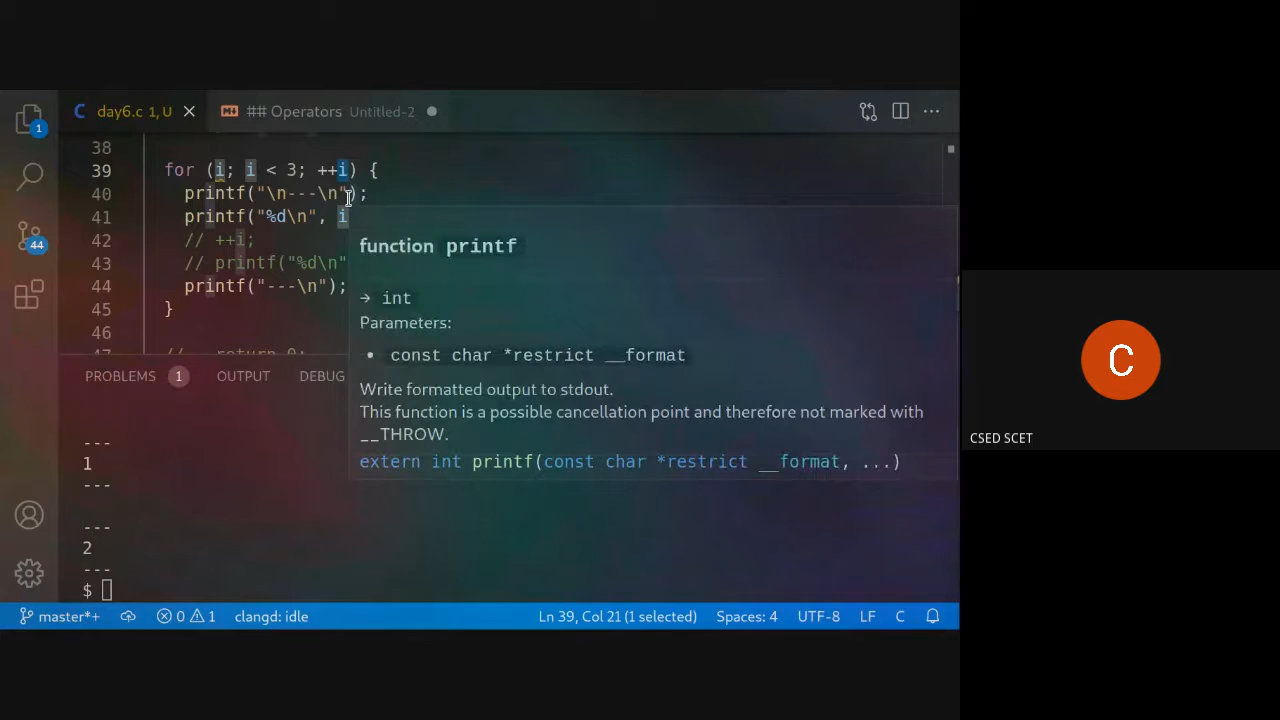 day6.c 1, U
## Operators Untitled-2
1
44
38
39 for (i; i < 3; ++i) {
40 printf("\n---\n");
41 printf("%d\n", i
42 // ++i;
43 // printf("%d\n"
44 printf("---\n");
45 }
46
function printf
→ int
Parameters:
• const char *restrict __format
Write formatted output to stdout.
This function is a possible cancellation point and therefore not marked with
__THROW.
extern int printf(const char *restrict __format, ...)
47 // return 0;
PROBLEMS 1 OUTPUT DEBUG
---
1
---
---
2
---
$
master*+ 0 1 clangd: idle Ln 39, Col 21 (1 selected) Spaces: 4 UTF-8 LF C
C
CSED SCET